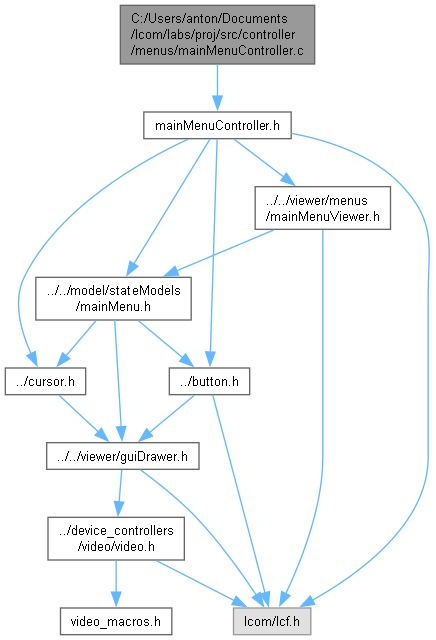 C:/Users/anton/Documents
/lcom/labs/proj/src/controller
/menus/mainMenuController.c
mainMenuController.h
../../viewer/menus
/mainMenuViewer.h
../../model/stateModels
/mainMenu.h
../cursor.h
../button.h
../../viewer/guiDrawer.h
../device_controllers
/video/video.h
video_macros.h
lcom/lcf.h